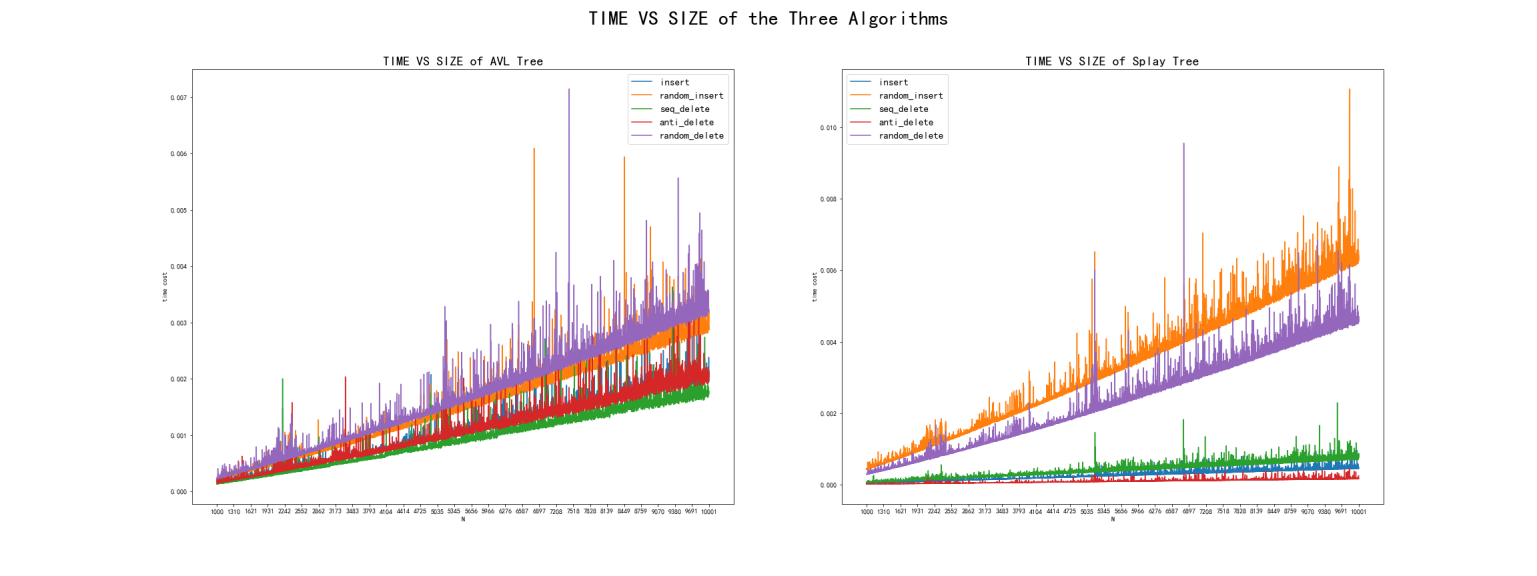 TIME VS SIZE of the Three Algorithms
TIME VS SIZE of AVL Tree
insert
random_insert
seq_delete
anti_delete
random_delete
0.007
0.006
0.005
0.004
0.003
0.002
0.001
0.000
time cost
1000 1310 1621 1931 2242 2552 2862 3173 3483 3793 4104 4414 4725 5035 5345 5656 5966 6276 6587 6897 7208 7518 7828 8139 8449 8759 9070 9380 9691 10001
N
TIME VS SIZE of Splay Tree
insert
random_insert
seq_delete
anti_delete
random_delete
0.010
0.008
0.006
0.004
0.002
0.000
time cost
1000 1310 1621 1931 2242 2552 2862 3173 3483 3793 4104 4414 4725 5035 5345 5656 5966 6276 6587 6897 7208 7518 7828 8139 8449 8759 9070 9380 9691 10001
N